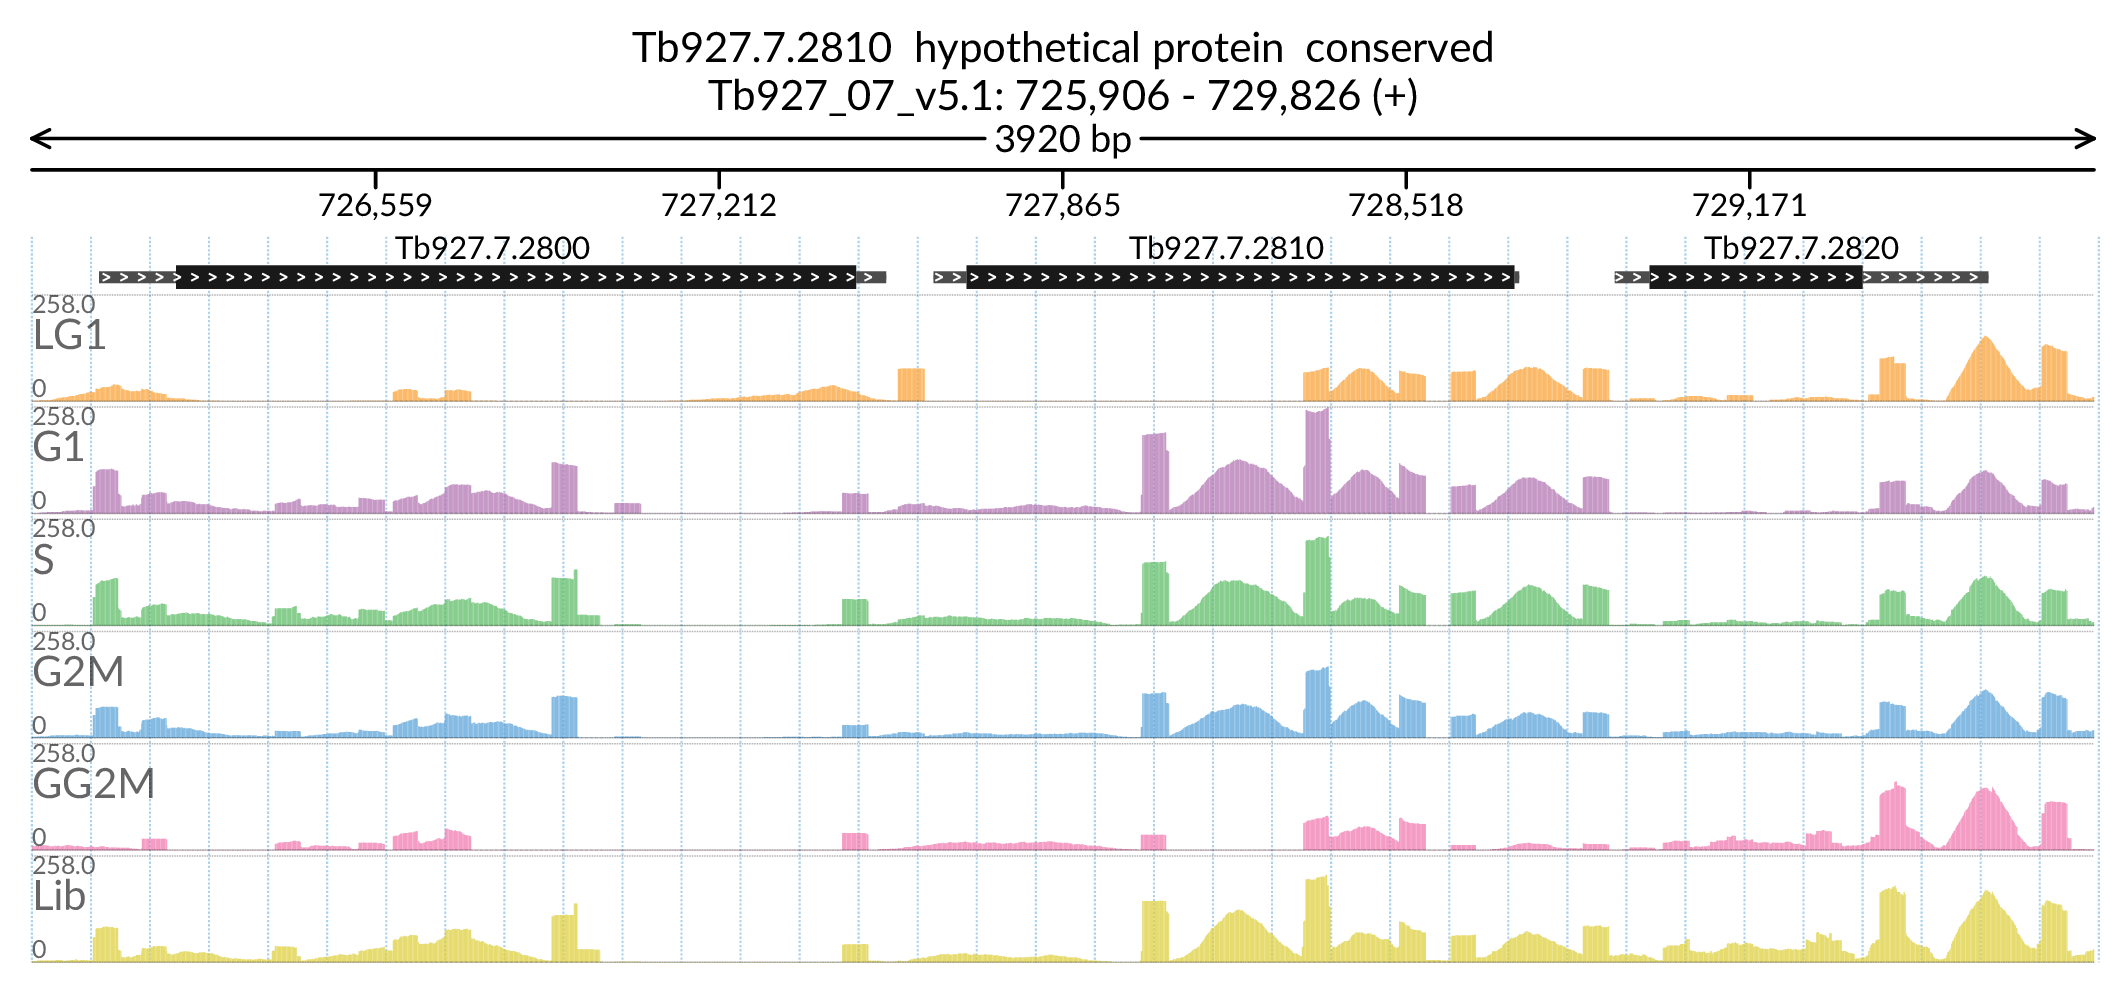 Tb927.7.2810  hypothetical protein  conserved
Tb927_07_v5.1: 725,906 - 729,826 (+)
3920 bp
726,559 727,212 727,865 728,518 729,171
Tb927.7.2800 Tb927.7.2810 Tb927.7.2820
258.0
LG1
0
258.0
G1
0
258.0
S
0
258.0
G2M
0
258.0
GG2M
0
258.0
Lib
0